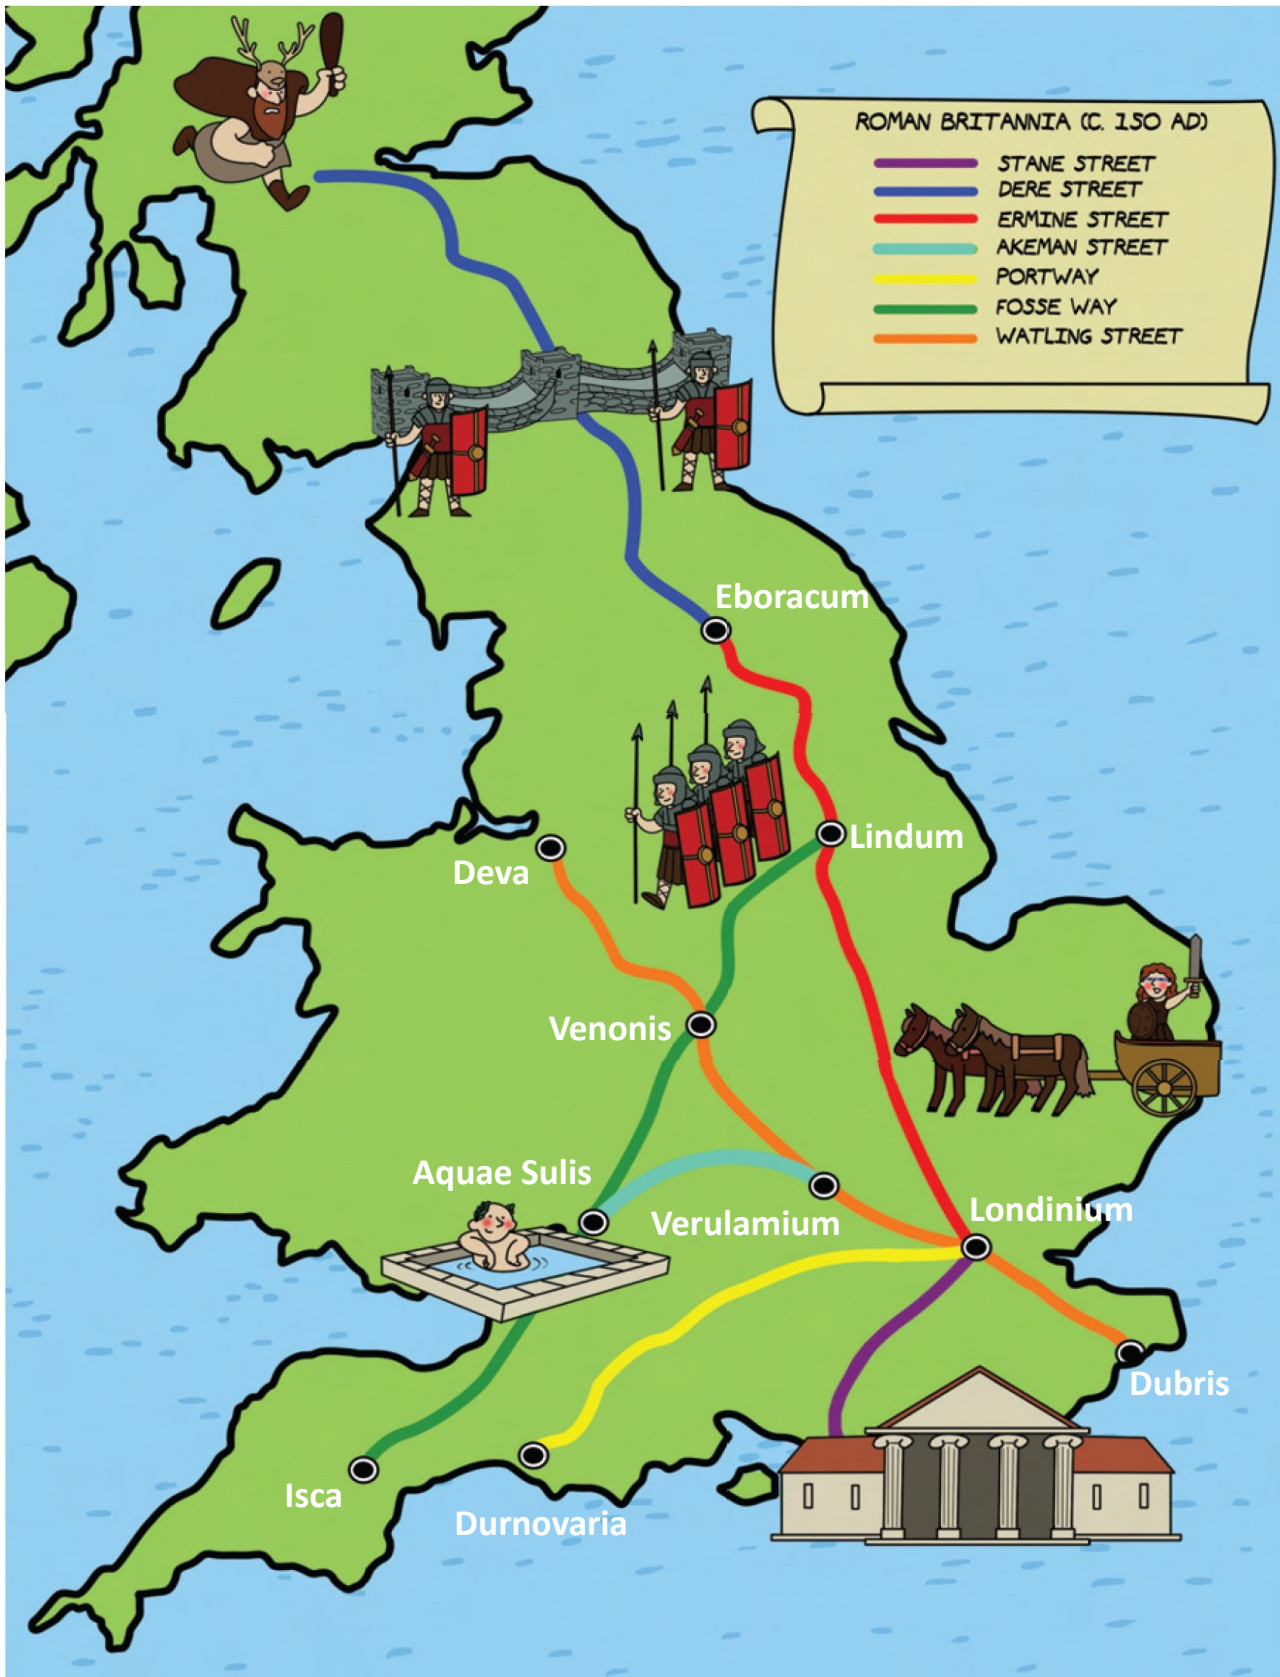 ROMAN BRITANNIA (C. 150 AD)
STANE STREET
DERE STREET
ERMINE STREET
AKEMAN STREET
PORTWAY
FOSSE WAY
WATLING STREET
Eboracum
Lindum
Deva
Venonis
Aquae Sulis
Verulamium
Londinium
Dubris
Isca
Durnovaria